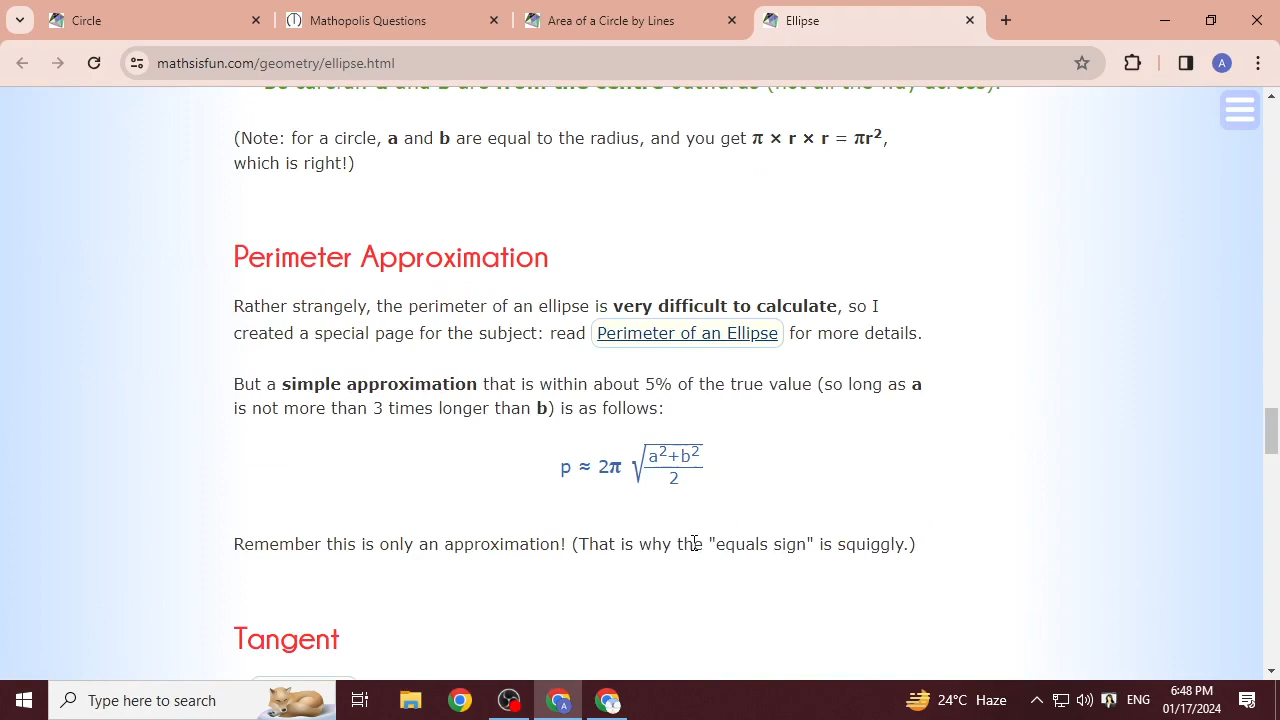 Circle
Mathopolis Questions
Area of a Circle by Lines
Ellipse
mathsisfun.com/geometry/ellipse.html
A
(Note: for a circle, a and b are equal to the radius, and you get π × r × r = πr²,
which is right!)
Perimeter Approximation
Rather strangely, the perimeter of an ellipse is very difficult to calculate, so I
created a special page for the subject: read Perimeter of an Ellipse for more details.
But a simple approximation that is within about 5% of the true value (so long as a
is not more than 3 times longer than b) is as follows:
p ≈ 2π √(a²+b²/2)
Remember this is only an approximation! (That is why the "equals sign" is squiggly.)
Tangent
Type here to search
24°C Haze
ENG
6:48 PM
01/17/2024